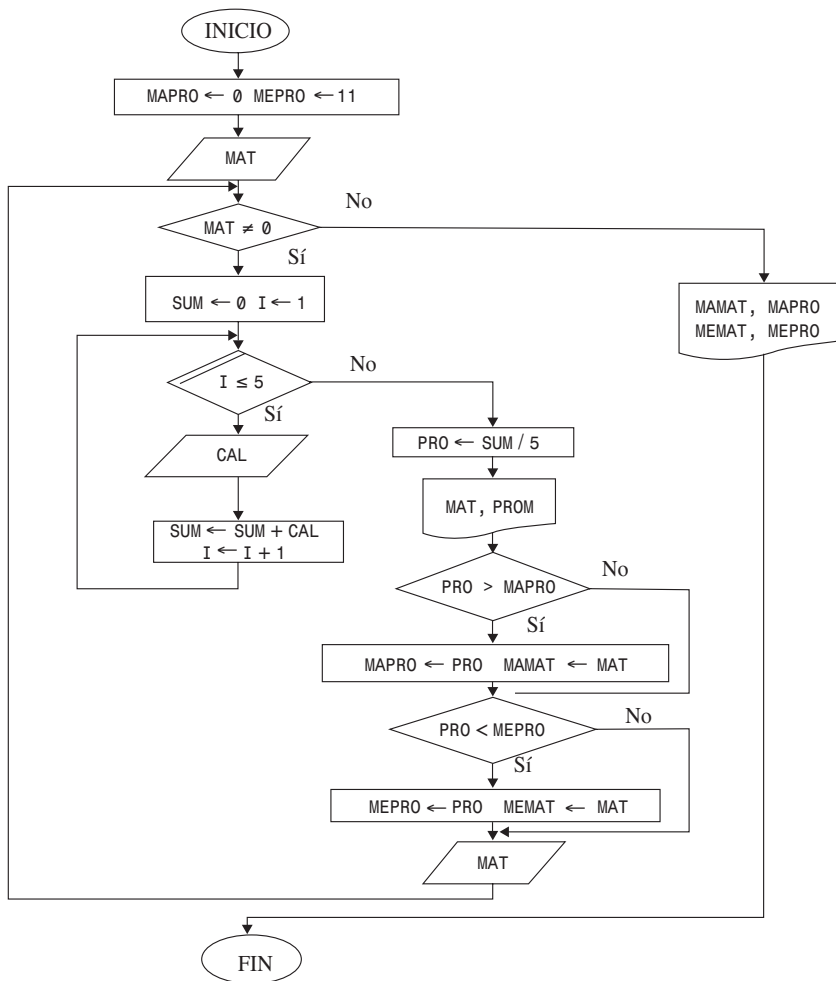 INICIO
MAPRO ← 0 MEPRO ← 11
MAT
MAT ≠ 0
No
Sí
SUM ← 0 I ← 1
MAMAT, MAPRO
MEMAT, MEPRO
I ≤ 5
No
Sí
CAL
SUM ← SUM + CAL
I ← I + 1
PRO ← SUM / 5
MAT, PROM
PRO > MAPRO
No
Sí
MAPRO ← PRO MAMAT ← MAT
PRO < MEPRO
No
Sí
MEPRO ← PRO MEMAT ← MAT
MAT
FIN